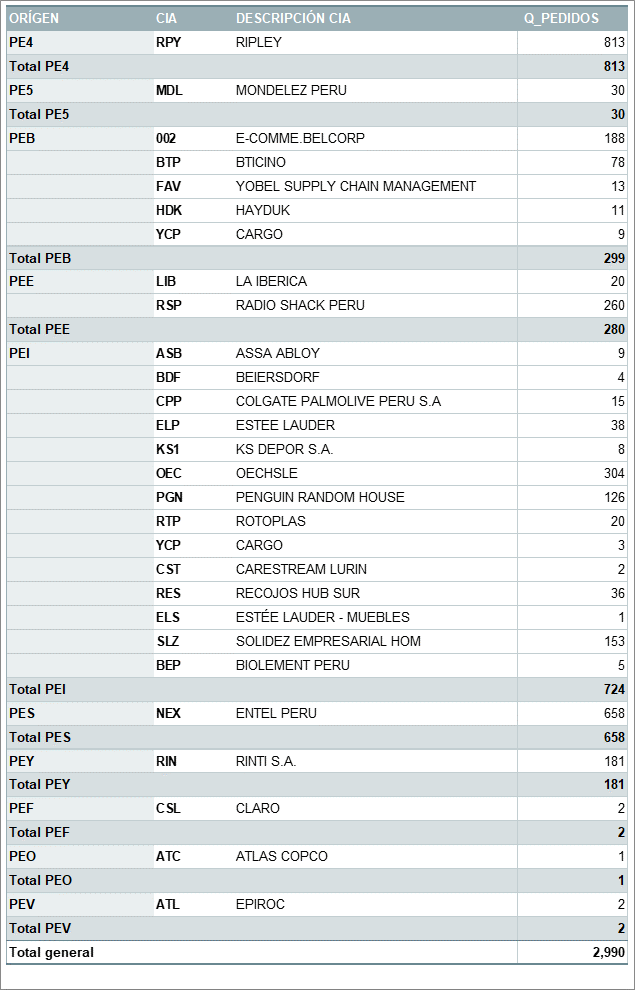 ORÍGEN CIA DESCRIPCIÓN CIA Q_PEDIDOS
PE4 RPY RIPLEY 813
Total PE4 813
PE5 MDL MONDELEZ PERU 30
Total PE5 30
PEB 002 E-COMME.BELCORP 188
BTP BTICINO 78
FAV YOBEL SUPPLY CHAIN MANAGEMENT 13
HDK HAYDUK 11
YCP CARGO 9
Total PEB 299
PEE LIB LA IBERICA 20
RSP RADIO SHACK PERU 260
Total PEE 280
PEI ASB ASSA ABLOY 9
BDF BEIERSDORF 4
CPP COLGATE PALMOLIVE PERU S.A 15
ELP ESTEE LAUDER 38
KS1 KS DEPOR S.A. 8
OEC OECHSLE 304
PGN PENGUIN RANDOM HOUSE 126
RTP ROTOPLAS 20
YCP CARGO 3
CST CARESTREAM LURIN 2
RES RECOJOS HUB SUR 36
ELS ESTÉE LAUDER - MUEBLES 1
SLZ SOLIDEZ EMPRESARIAL HOM 153
BEP BIOLEMENT PERU 5
Total PEI 724
PES NEX ENTEL PERU 658
Total PES 658
PEY RIN RINTI S.A. 181
Total PEY 181
PEF CSL CLARO 2
Total PEF 2
PEO ATC ATLAS COPCO 1
Total PEO 1
PEV ATL EPIROC 2
Total PEV 2
Total general 2,990